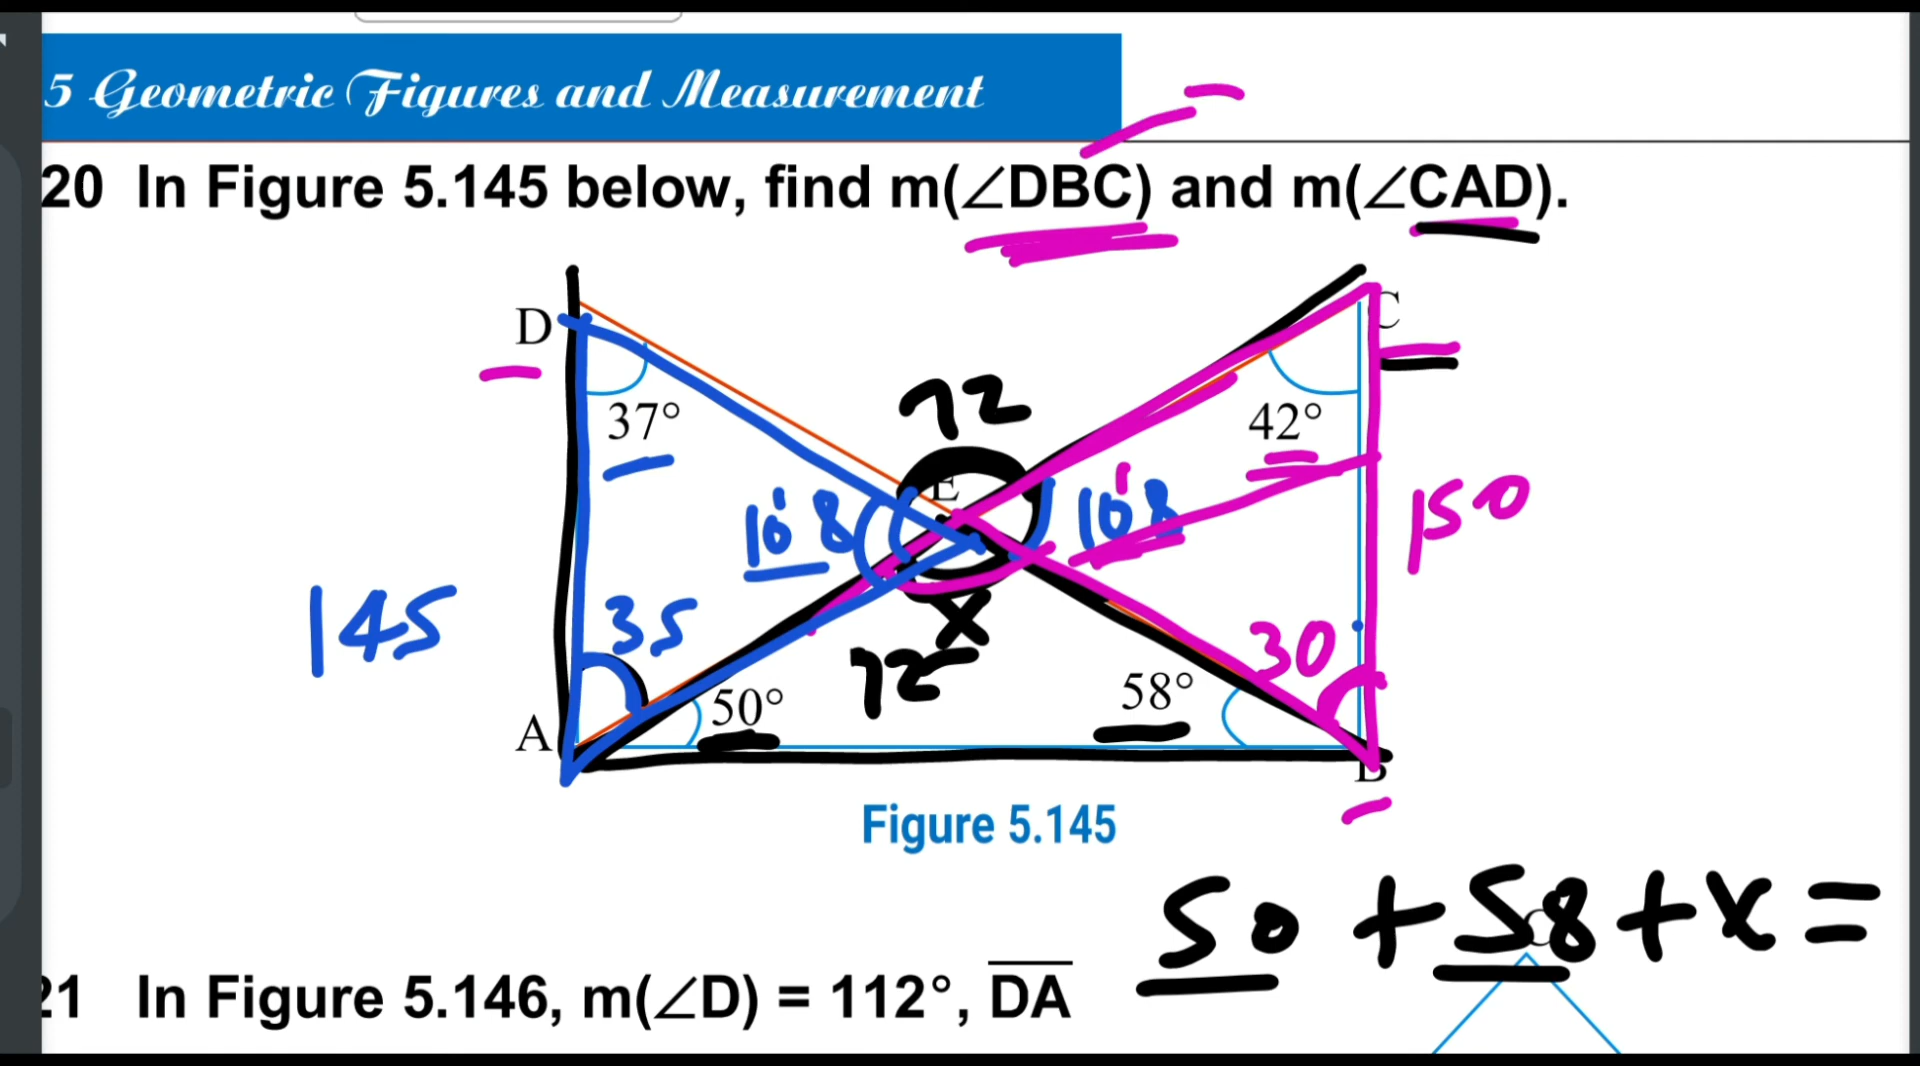 5 Geometric Figures and Measurement
20 In Figure 5.145 below, find m(∠DBC) and m(∠CAD).
D
C
72
37°
42°
E
108
108
150
145
35
X
30
72
50°
58°
A
B
Figure 5.145
50 + 58 + x =
C
21 In Figure 5.146, m(∠D) = 112°, D̅A̅